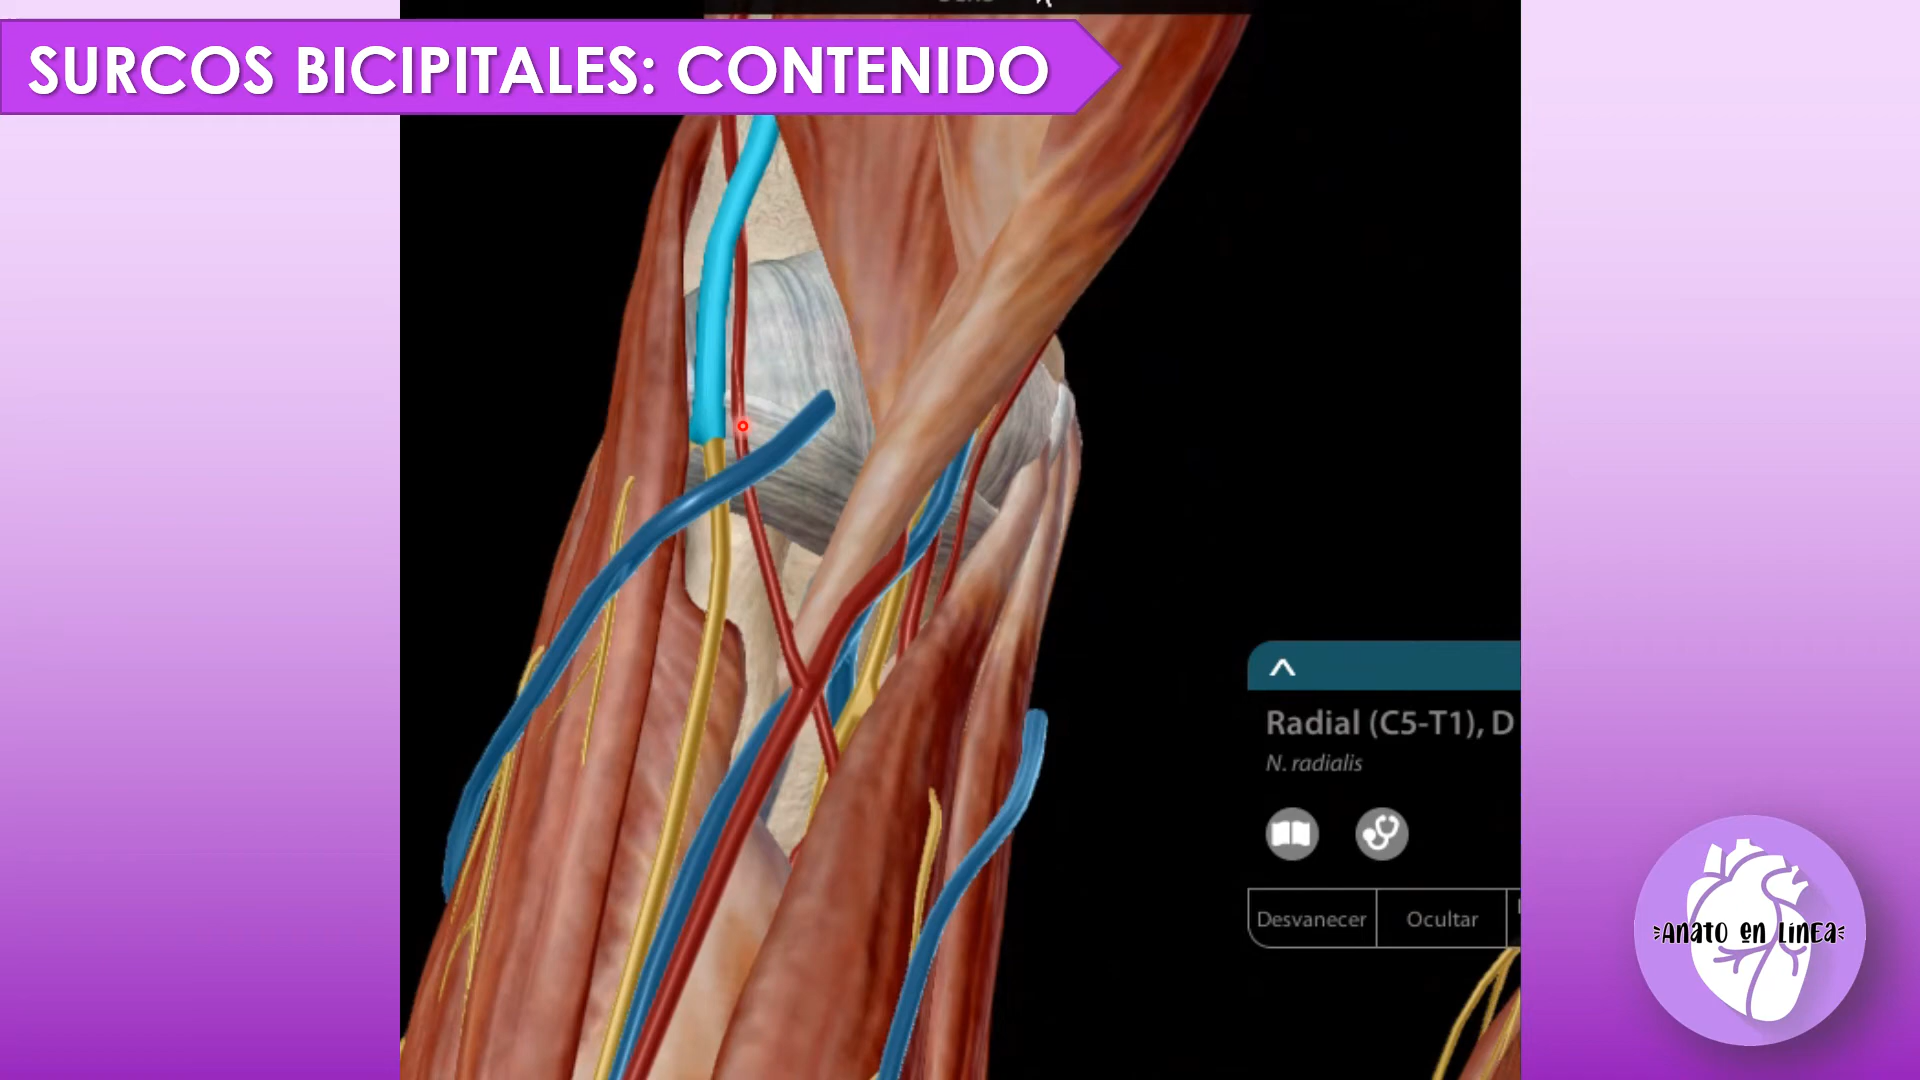 SURCOS BICIPITALES: CONTENIDO
Radial (C5-T1), D
N. radialis
Desvanecer
Ocultar
ANATO EN LINEA